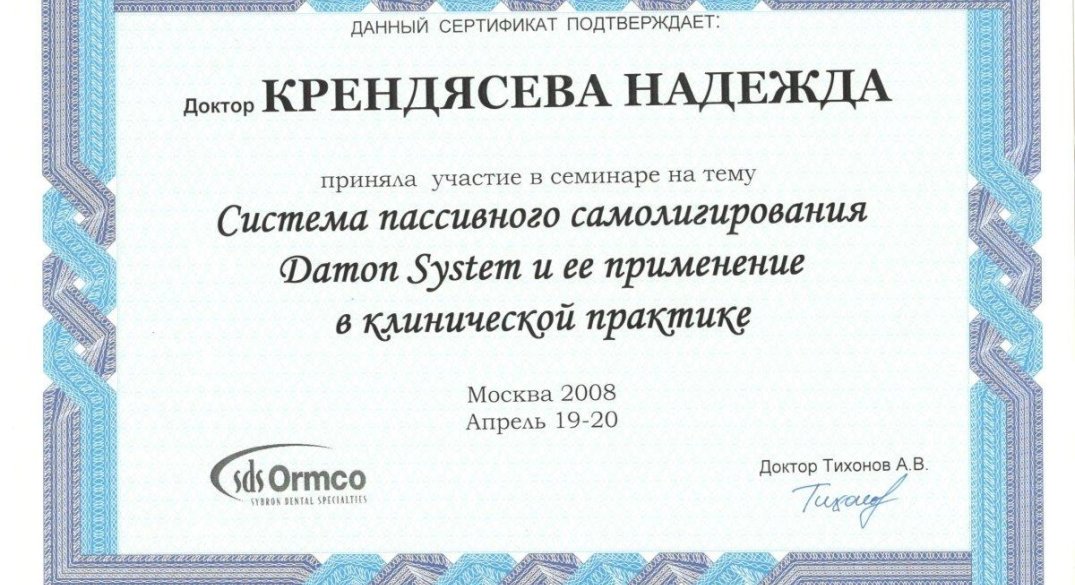 ДАННЫЙ СЕРТИФИКАТ ПОДТВЕРЖДАЕТ:
Доктор КРЕНДЯСЕВА НАДЕЖДА
приняла участие в семинаре на тему
Система пассивного самолигирования
Damon System и ее применение
в клинической практике
Москва 2008
Апрель 19-20
sds Ormco
SYBRON DENTAL SPECIALTIES
Доктор Тихонов А.В.
Тихонов